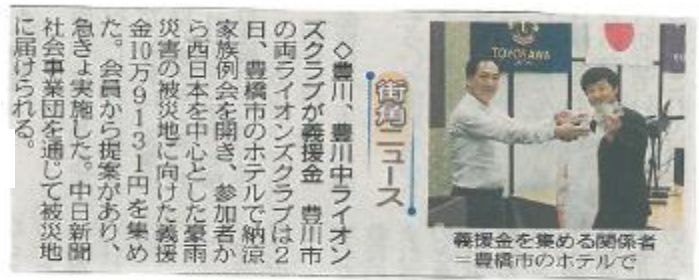 街角ニュース
◇豊川、豊川中ライオン
ズクラブが義援金 豊川市
の両ライオンズクラブは2
日、豊橋市のホテルで納涼
家族例会を開き、参加者か
ら西日本を中心とした豪雨
災害の被災地に向けた義援
金10万9131円を集め
た。会員から提案があり、
急きょ実施した。中日新聞
社会事業団を通じて被災地
に届けられる。
TOYOKAWA
義援金を集める関係者
＝豊橋市のホテルで